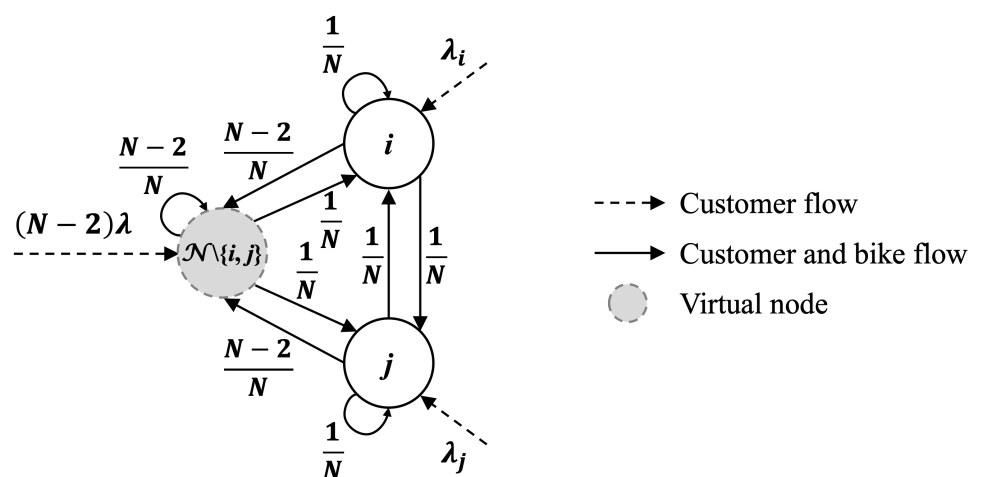 1/N
λ_i
i
N − 2/N
N − 2/N
1/N
(N − 2)λ
𝒩\{i, j}
1/N
1/N
1/N
N − 2/N
j
1/N
λ_j
Customer flow
Customer and bike flow
Virtual node